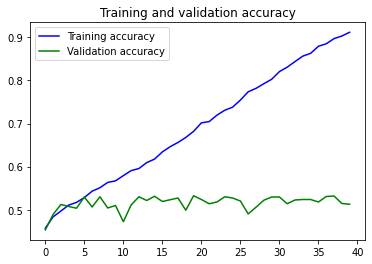 Training and validation accuracy
Training accuracy
Validation accuracy
0.9
0.8
0.7
0.6
0.5
0 5 10 15 20 25 30 35 40